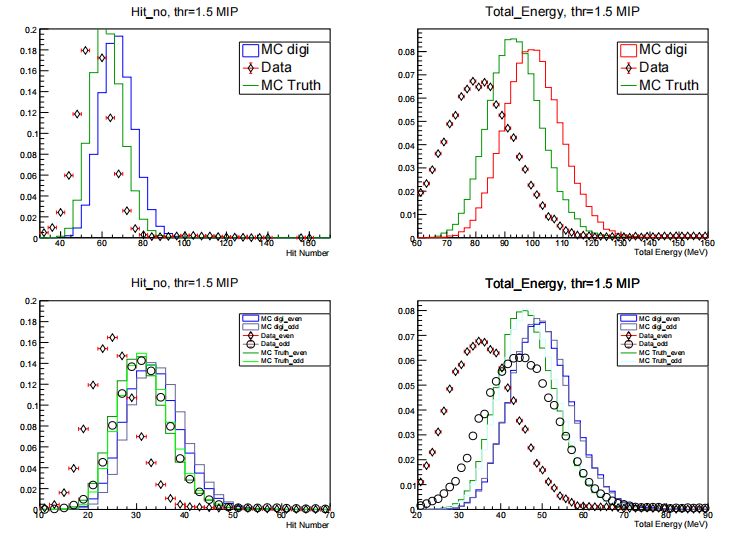 Hit_no, thr=1.5 MIP
0.2
0.18
0.16
0.14
0.12
0.1
0.08
0.06
0.04
0.02
0
MC digi
Data
MC Truth
40 60 80 100 120 140 160
Hit Number
Total_Energy, thr=1.5 MIP
0.08
0.07
0.06
0.05
0.04
0.03
0.02
0.01
MC digi
Data
MC Truth
60 70 80 90 100 110 120 130 140 150 160
Total Energy (MeV)
Hit_no, thr=1.5 MIP
0.2
0.18
0.16
0.14
0.12
0.1
0.08
0.06
0.04
0.02
0
MC digi_even
MC digi_odd
Data_even
Data_odd
MC Truth_even
MC Truth_odd
10 20 30 40 50 60 70
Hit Number
Total_Energy, thr=1.5 MIP
0.08
0.07
0.06
0.05
0.04
0.03
0.02
0.01
MC digi_even
MC digi_odd
Data_even
Data_odd
MC Truth_even
MC Truth_odd
20 30 40 50 60 70 80 90
Total Energy (MeV)